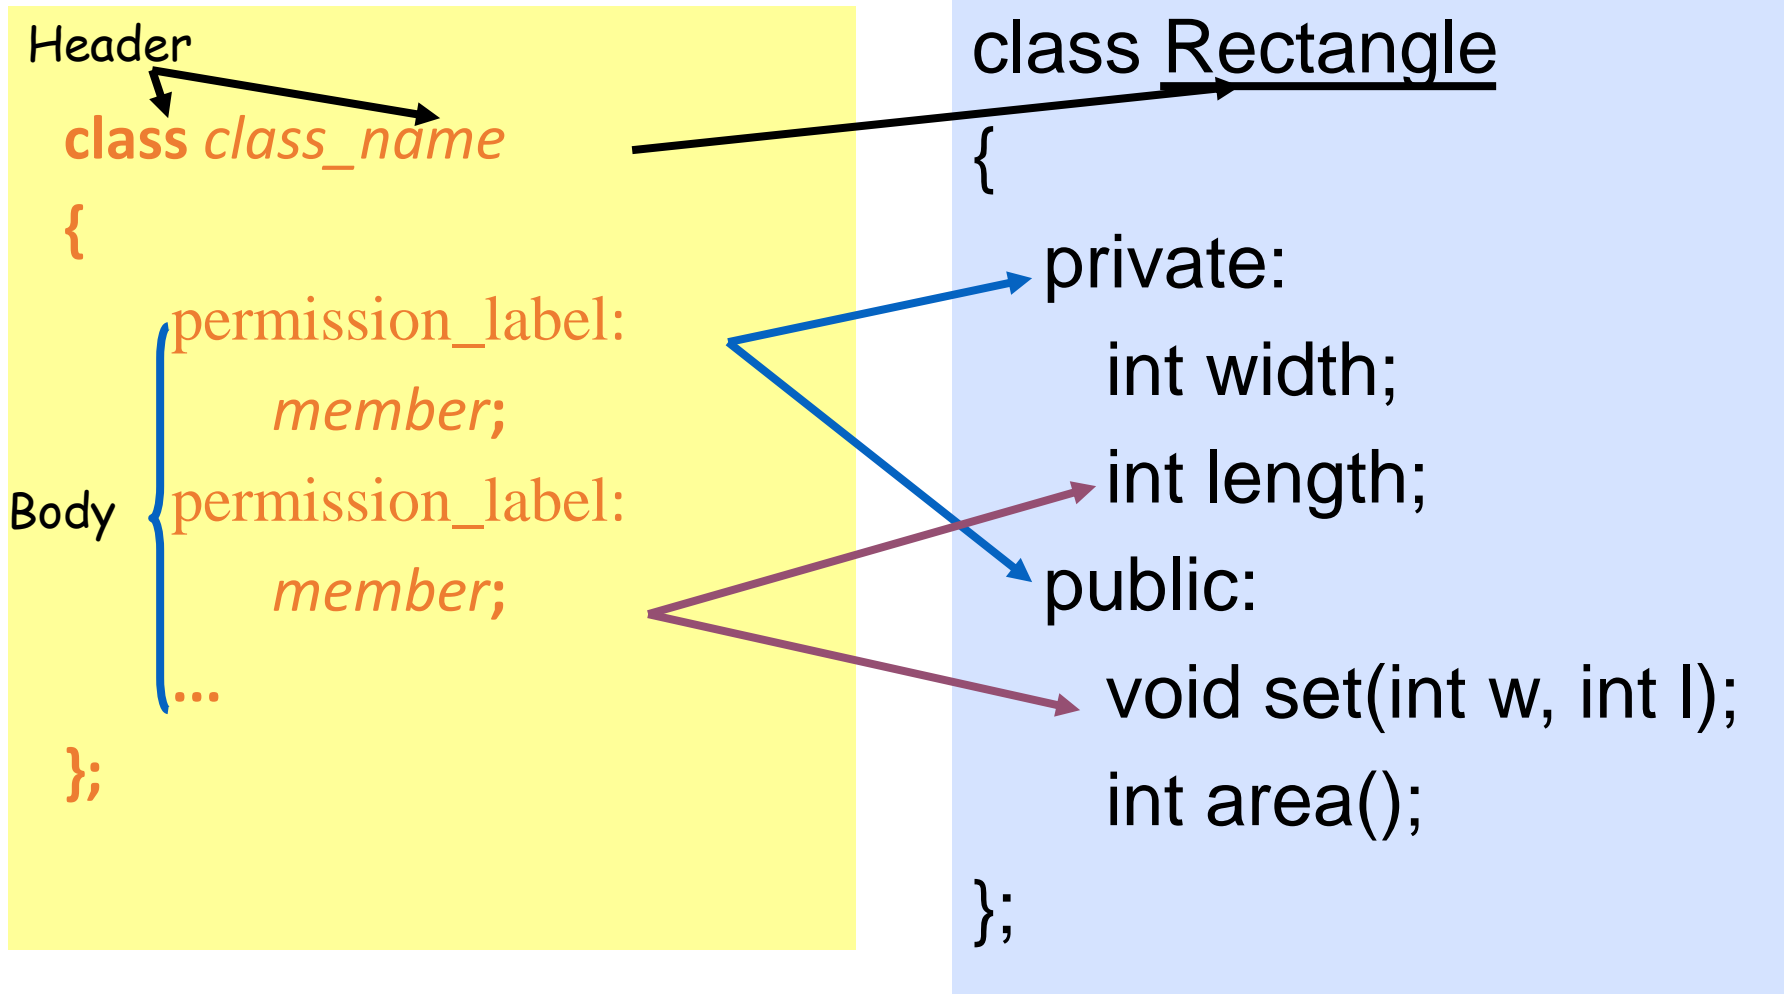 Header
class class_name
{
permission_label:
member;
permission_label:
Body
member;
...
};
class Rectangle
{
private:
int width;
int length;
public:
void set(int w, int l);
int area();
};